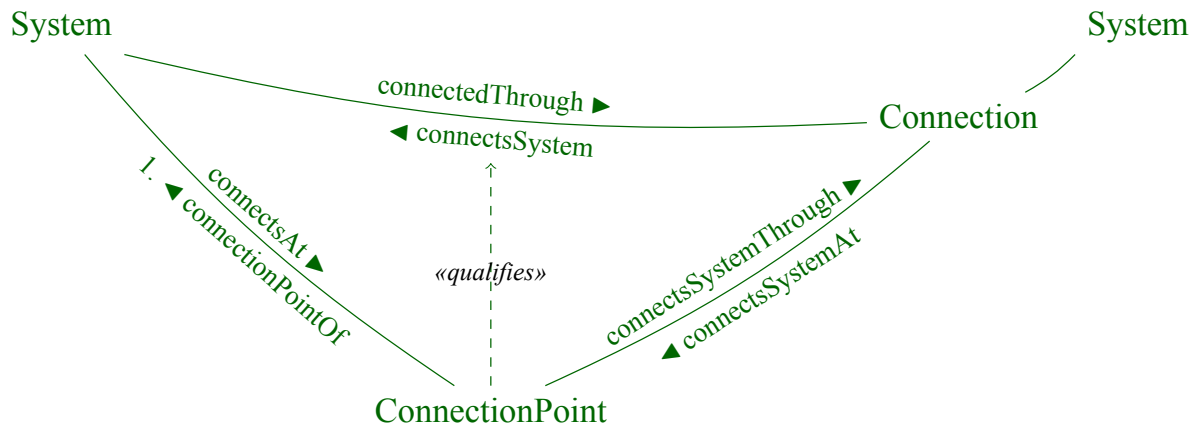 System
System
connectedThrough ►
Connection
◄ connectsSystem
connectsAt ►
1. ◄ connectionPointOf
connectsSystemThrough ►
◄ connectsSystemAt
«qualifies»
ConnectionPoint